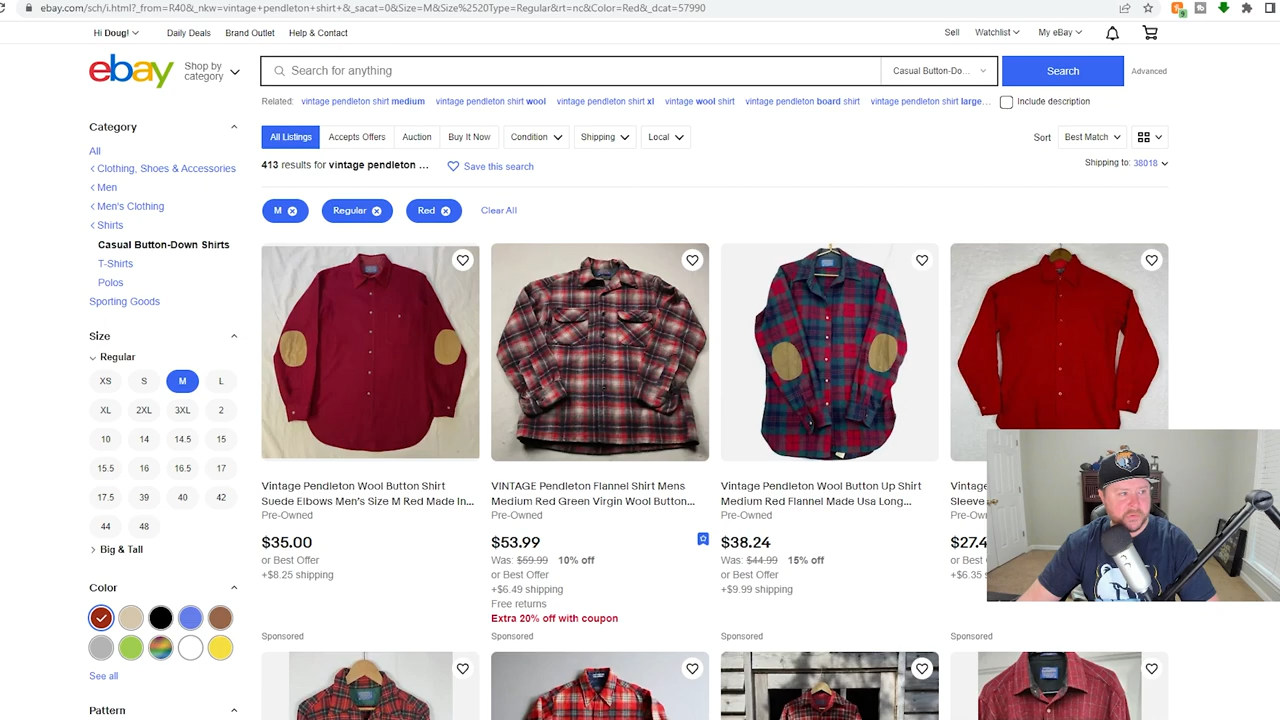 ebay.com/sch/i.html?_from=R40&_nkw=vintage+pendleton+shirt+&_sacat=0&Size=M&Size%2520Type=Regular&rt=nc&Color=Red&_dcat=57990
9
Hi Doug!
Daily Deals
Brand Outlet
Help & Contact
Sell
Watchlist
My eBay
ebay
Shop by
category
Search for anything
Casual Button-Do...
Search
Advanced
Related:
vintage pendleton shirt medium
vintage pendleton shirt wool
vintage pendleton shirt xl
vintage wool shirt
vintage pendleton board shirt
vintage pendleton shirt large...
Include description
Category
All
Clothing, Shoes & Accessories
Men
Men's Clothing
Shirts
Casual Button-Down Shirts
T-Shirts
Polos
Sporting Goods
Size
Regular
XS
S
M
L
XL
2XL
3XL
2
10
14
14.5
15
15.5
16
16.5
17
17.5
39
40
42
44
48
Big & Tall
Color
See all
Pattern
All Listings
Accepts Offers
Auction
Buy It Now
Condition
Shipping
Local
Sort
Best Match
413 results for vintage pendleton ...
Save this search
Shipping to: 38018
M
Regular
Red
Clear All
Vintage Pendleton Wool Button Shirt
Suede Elbows Men's Size M Red Made In...
Pre-Owned
$35.00
or Best Offer
+$8.25 shipping
Sponsored
VINTAGE Pendleton Flannel Shirt Mens
Medium Red Green Virgin Wool Button...
Pre-Owned
$53.99
Was: $59.99 10% off
or Best Offer
+$6.49 shipping
Free returns
Extra 20% off with coupon
Sponsored
Vintage Pendleton Wool Button Up Shirt
Medium Red Flannel Made Usa Long...
Pre-Owned
$38.24
Was: $44.99 15% off
or Best Offer
+$9.99 shipping
Sponsored
Vintage
Sleeve
Pre-Ow
$27.4
or Best
+$6.35
Sponsored